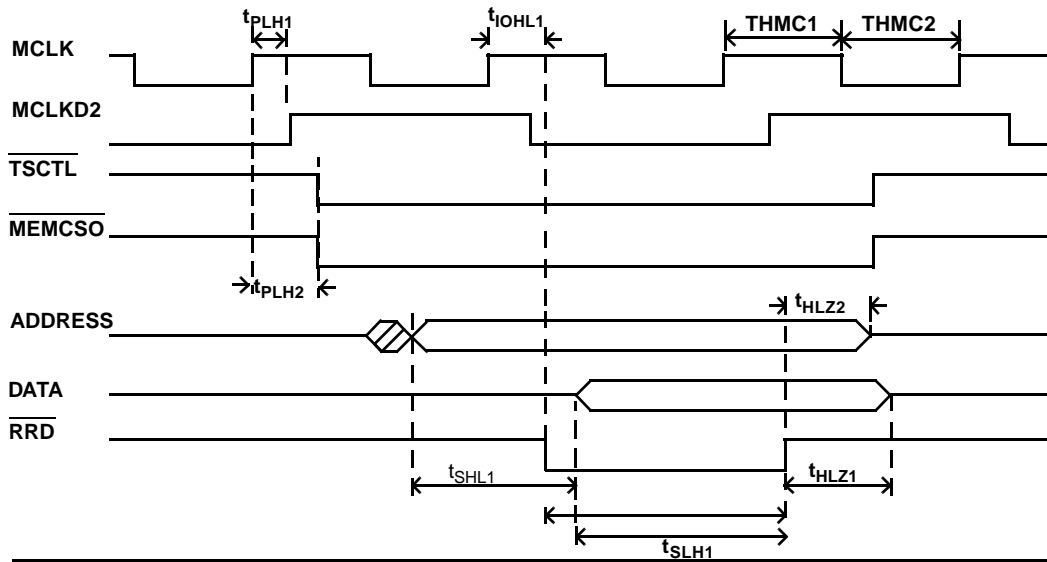 tPLH1
tIOHL1
THMC1
THMC2
MCLK
MCLKD2
TSCTL
MEMCSO
tPLH2
tHLZ2
ADDRESS
DATA
RRD
tSHL1
tHLZ1
tSLH1